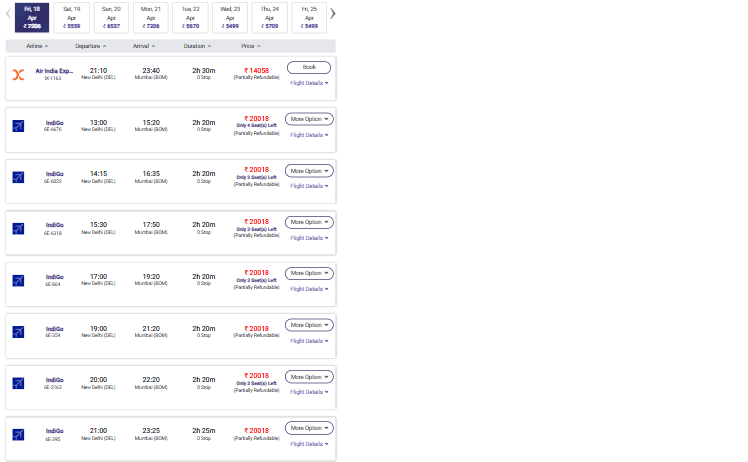 Fri, 18 Sat, 19 Sun, 20 Mon, 21 Tue, 22 Wed, 23 Thu, 24 Fri, 25
Apr Apr Apr Apr Apr Apr Apr Apr
₹ 7206 ₹ 5559 ₹ 6537 ₹ 7206 ₹ 5670 ₹ 5499 ₹ 5709 ₹ 5499
Airline Departure Arrival Duration Price
Air India Exp... 21:10 23:40 2h 30m ₹ 14058 Book
IX-1163 New Delhi (DEL) Mumbai (BOM) 0 Stop (Partially Refundable) Flight Details
IndiGo 13:00 15:20 2h 20m ₹ 20018 More Option
6E-6676 New Delhi (DEL) Mumbai (BOM) 0 Stop Only 4 Seat(s) Left
(Partially Refundable) Flight Details
IndiGo 14:15 16:35 2h 20m ₹ 20018 More Option
6E-6322 New Delhi (DEL) Mumbai (BOM) 0 Stop Only 2 Seat(s) Left
(Partially Refundable) Flight Details
IndiGo 15:30 17:50 2h 20m ₹ 20018 More Option
6E-6318 New Delhi (DEL) Mumbai (BOM) 0 Stop Only 3 Seat(s) Left
(Partially Refundable) Flight Details
IndiGo 17:00 19:20 2h 20m ₹ 20018 More Option
6E-864 New Delhi (DEL) Mumbai (BOM) 0 Stop Only 3 Seat(s) Left
(Partially Refundable) Flight Details
IndiGo 19:00 21:20 2h 20m ₹ 20018 More Option
6E-354 New Delhi (DEL) Mumbai (BOM) 0 Stop (Partially Refundable) Flight Details
IndiGo 20:00 22:20 2h 20m ₹ 20018 More Option
6E-2163 New Delhi (DEL) Mumbai (BOM) 0 Stop Only 3 Seat(s) Left
(Partially Refundable) Flight Details
IndiGo 21:00 23:25 2h 25m ₹ 20018 More Option
6E-395 New Delhi (DEL) Mumbai (BOM) 0 Stop (Partially Refundable) Flight Details